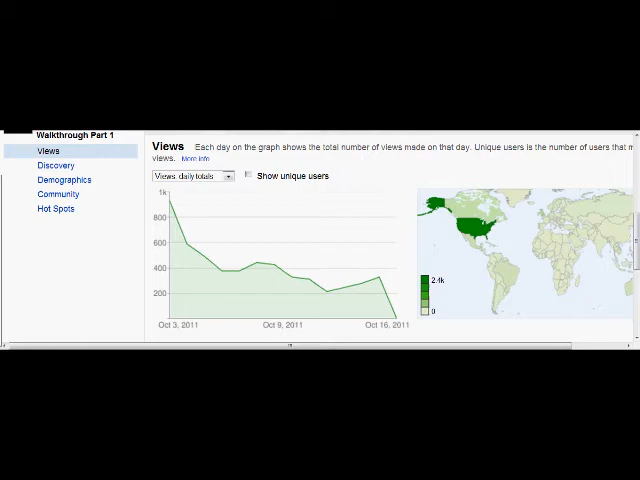 Walkthrough Part 1
Views
Discovery
Demographics
Community
Hot Spots
Views Each day on the graph shows the total number of views made on that day. Unique users is the number of users that m
views. More info
Views: daily totals Show unique users
1k
800
600
400
200
Oct 3, 2011 Oct 9, 2011 Oct 16, 2011
2.4k
0